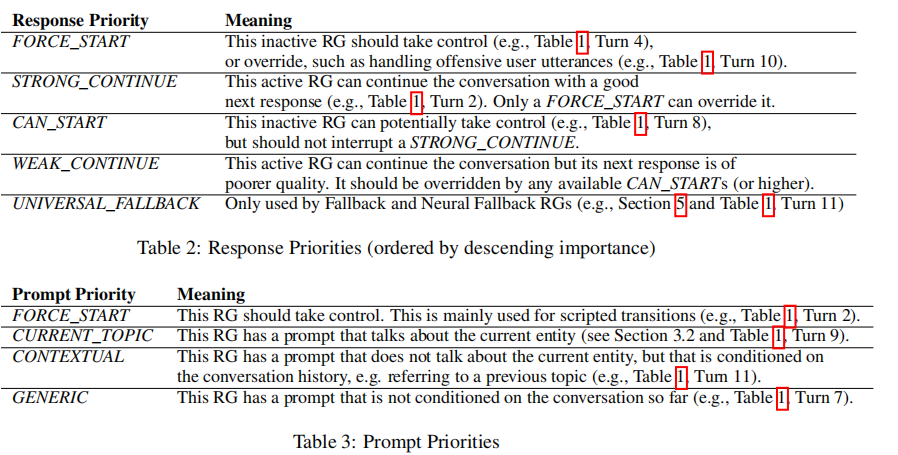 Response Priority Meaning
FORCE_START This inactive RG should take control (e.g., Table 1, Turn 4),
or override, such as handling offensive user utterances (e.g., Table 1, Turn 10).
STRONG_CONTINUE This active RG can continue the conversation with a good
next response (e.g., Table 1, Turn 2). Only a FORCE_START can override it.
CAN_START This inactive RG can potentially take control (e.g., Table 1, Turn 8),
but should not interrupt a STRONG_CONTINUE.
WEAK_CONTINUE This active RG can continue the conversation but its next response is of
poorer quality. It should be overridden by any available CAN_STARTs (or higher).
UNIVERSAL_FALLBACK Only used by Fallback and Neural Fallback RGs (e.g., Section 5 and Table 1, Turn 11)
Table 2: Response Priorities (ordered by descending importance)
Prompt Priority Meaning
FORCE_START This RG should take control. This is mainly used for scripted transitions (e.g., Table 1, Turn 2).
CURRENT_TOPIC This RG has a prompt that talks about the current entity (see Section 3.2 and Table 1, Turn 9).
CONTEXTUAL This RG has a prompt that does not talk about the current entity, but that is conditioned on
the conversation history, e.g. referring to a previous topic (e.g., Table 1, Turn 11).
GENERIC This RG has a prompt that is not conditioned on the conversation so far (e.g., Table 1, Turn 7).
Table 3: Prompt Priorities